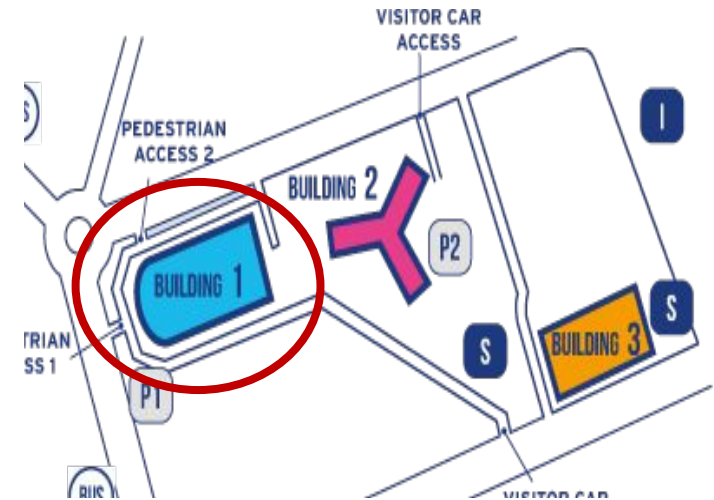 VISITOR CAR
ACCESS
I
PEDESTRIAN
ACCESS 2
BUILDING 2
P2
BUILDING 1
S
BUILDING 3
S
TRIAN
SS 1
P1
BUS
VISITOR CAR